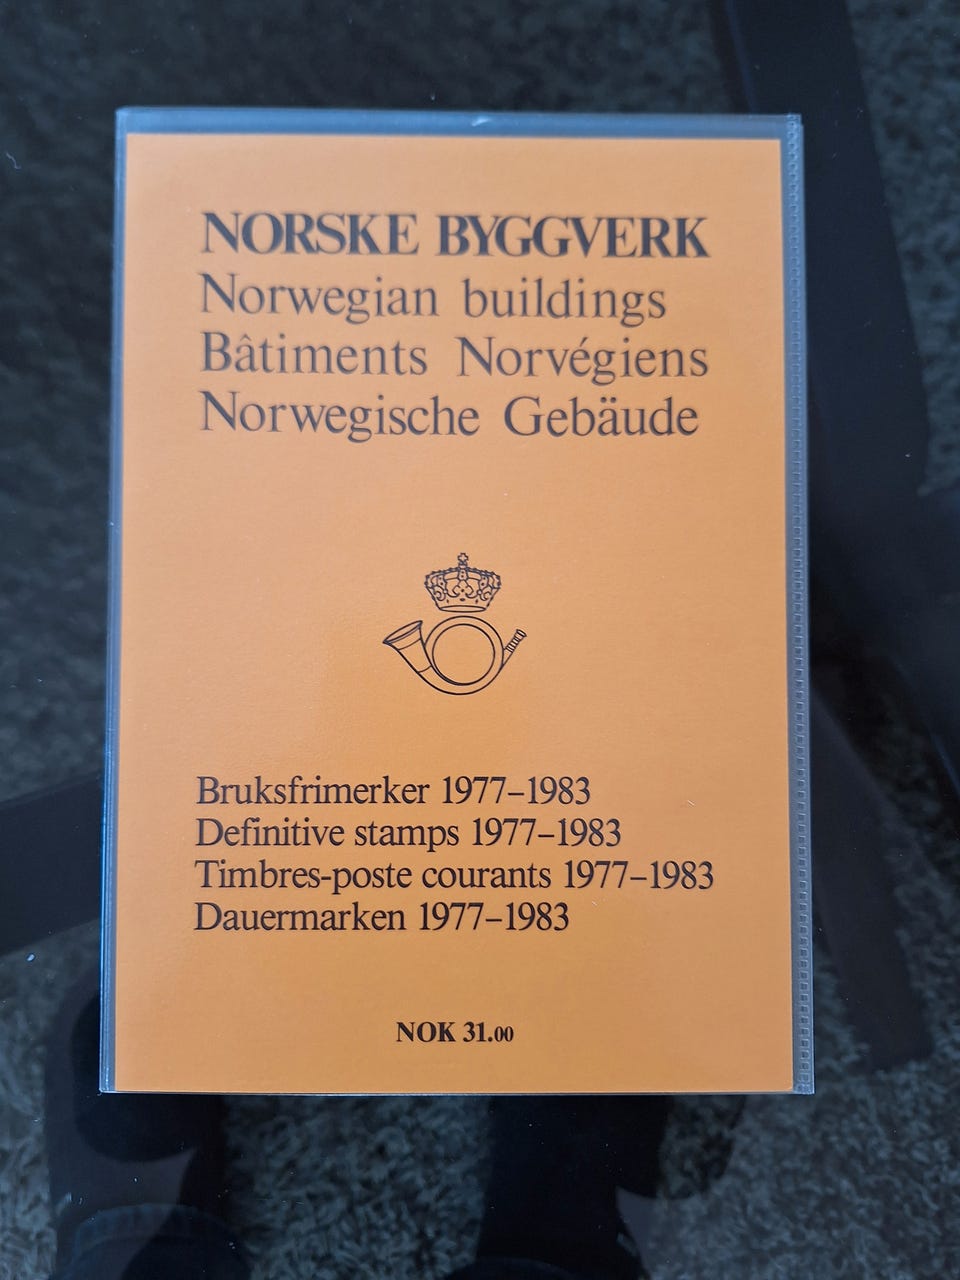 NORSKE BYGGVERK
Norwegian buildings
Bâtiments Norvégiens
Norwegische Gebäude
Bruksfrimerker 1977–1983
Definitive stamps 1977–1983
Timbres-poste courants 1977–1983
Dauermarken 1977–1983
NOK 31.00